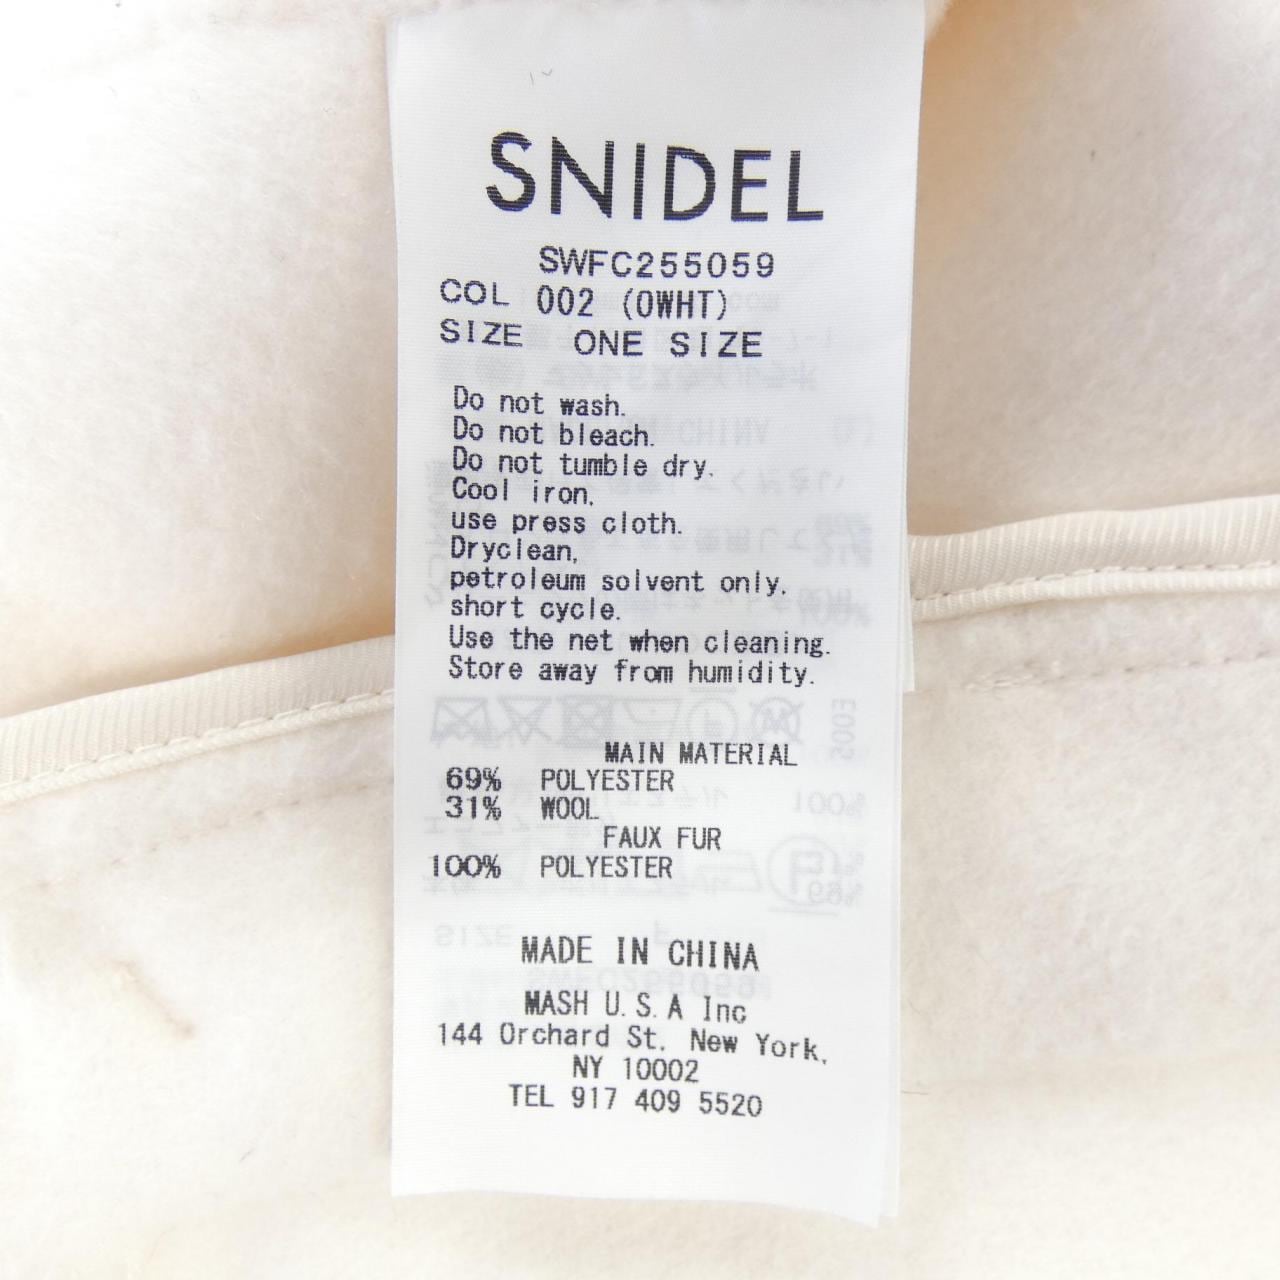 SNIDEL
SWFC255059
COL 002 (OWHT)
SIZE ONE SIZE
Do not wash.
Do not bleach.
Do not tumble dry.
Cool iron,
use press cloth.
Dryclean,
petroleum solvent only,
short cycle.
Use the net when cleaning.
Store away from humidity.
MAIN MATERIAL
69% POLYESTER
31% WOOL
FAUX FUR
100% POLYESTER
MADE IN CHINA
MASH U.S.A Inc
144 Orchard St. New York,
NY 10002
TEL 917 409 5520